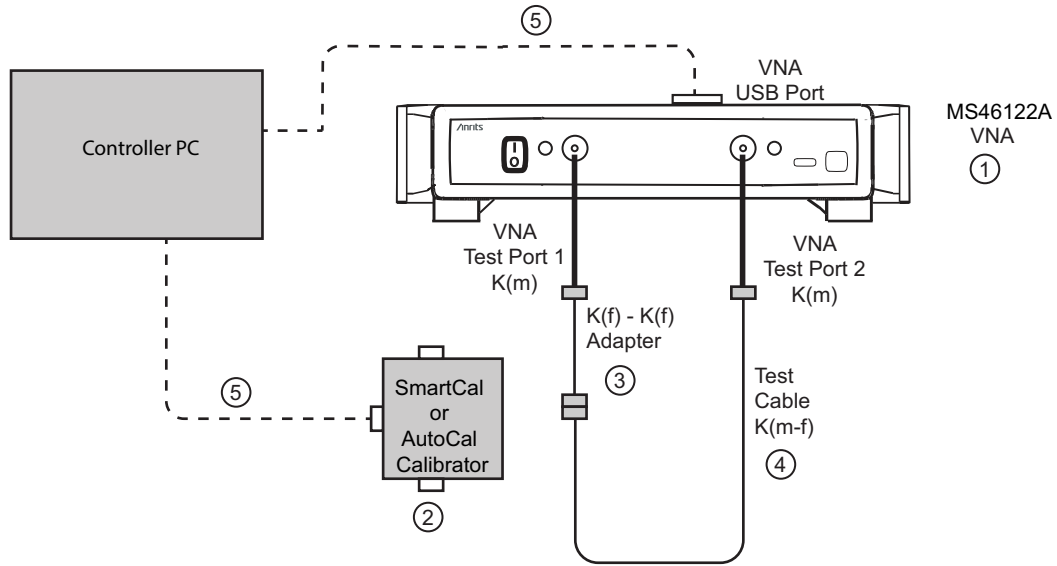 5
VNA
USB Port
MS46122A
VNA
1
Anrits
Controller PC
VNA
Test Port 1
K(m)
VNA
Test Port 2
K(m)
K(f) - K(f)
Adapter
3
Test
Cable
K(m-f)
4
5
SmartCal
or
AutoCal
Calibrator
2